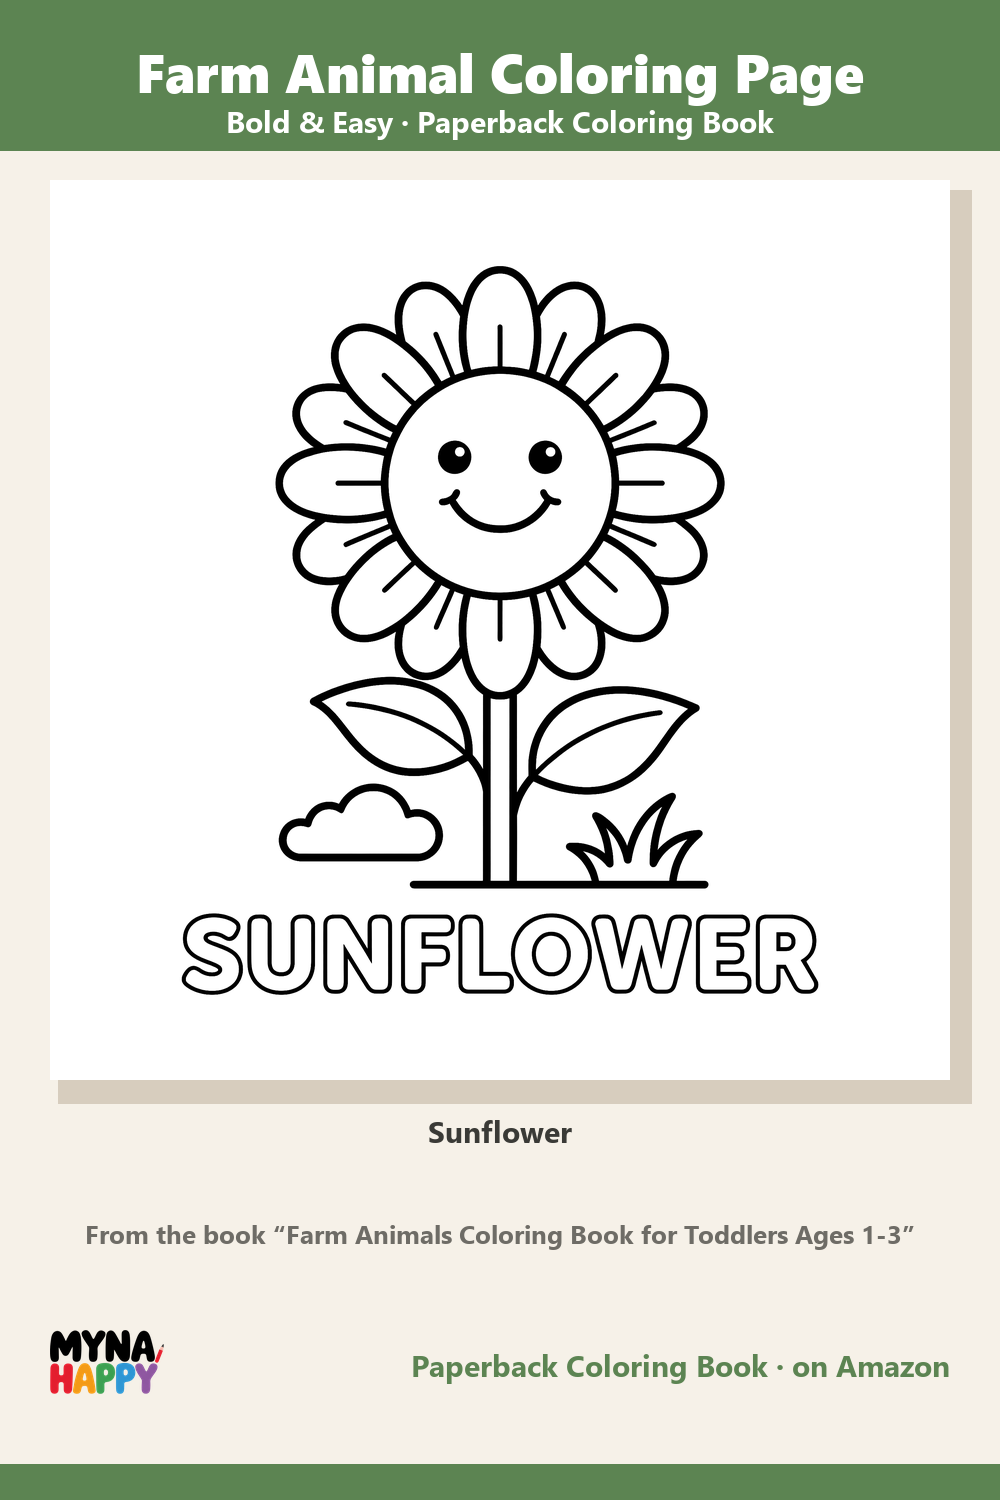 Farm Animal Coloring Page
Bold & Easy · Paperback Coloring Book
SUNFLOWER
Sunflower
From the book “Farm Animals Coloring Book for Toddlers Ages 1-3”
MYNA
HAPPY
Paperback Coloring Book · on Amazon